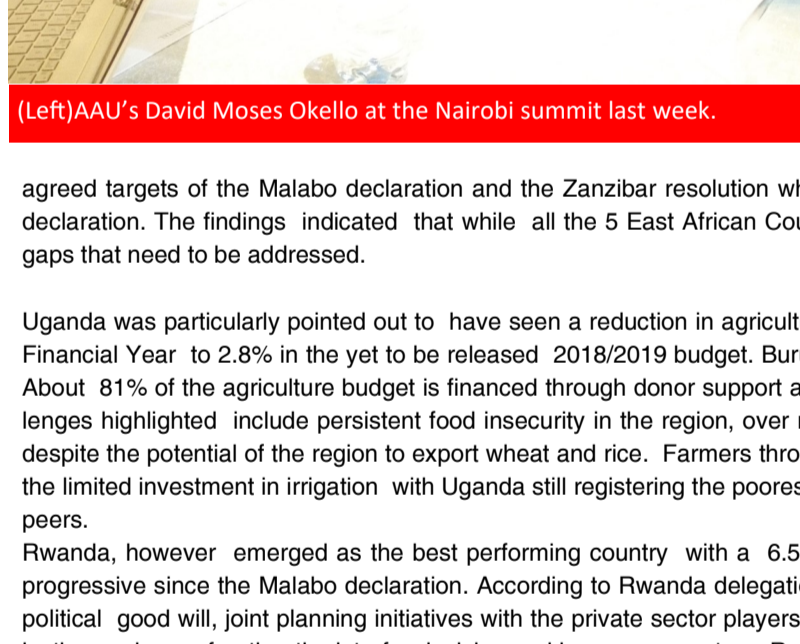 (Left)AAU's David Moses Okello at the Nairobi summit last week.
agreed targets of the Malabo declaration and the Zanzibar resolution
declaration. The findings indicated that while all the 5 East African
gaps that need to be addressed.
Uganda was particularly pointed out to have seen a reduction in
Financial Year to 2.8% in the yet to be released 2018/2019 budget.
About 81% of the agriculture budget is financed through donor support
lenges highlighted include persistent food insecurity in the region, over
despite the potential of the region to export wheat and rice. Farmers
the limited investment in irrigation with Uganda still registering the
peers.
Rwanda, however emerged as the best performing country with a 6.5
progressive since the Malabo declaration. According to Rwanda
political good will, joint planning initiatives with the private sector players